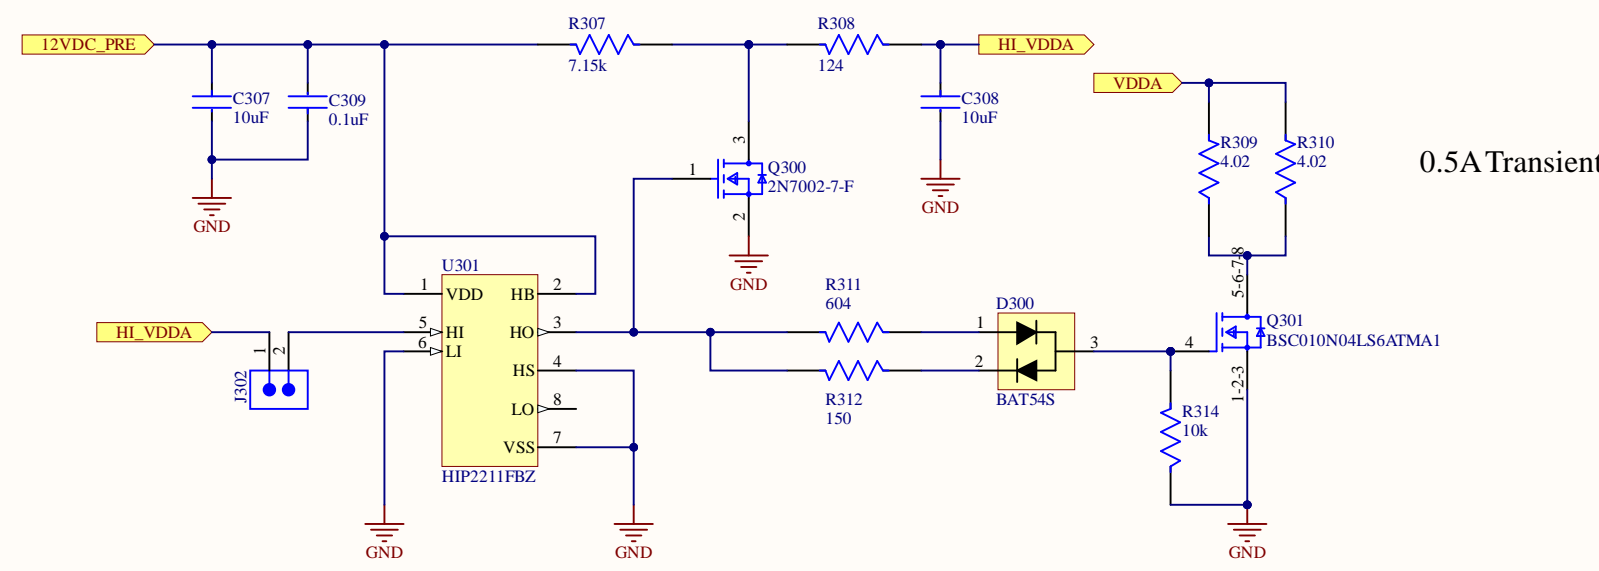 12VDC_PRE
R307
7.15k
R308
124
HI_VDDA
VDDA
C307
10uF
C309
0.1uF
C308
10uF
R309
4.02
R310
4.02
0.5A Transient
3
1
Q300
2N7002-7-F
2
GND
GND
GND
U301
1
VDD
HB
2
HI_VDDA
5
HI
6
LI
HO
3
HS
4
LO
8
VSS
7
HIP2211FBZ
1
2
J302
R311
604
R312
150
D300
1
2
3
BAT54S
5-6-7-8
4
Q301
BSC010N04LS6ATMA1
1-2-3
R314
10k
GND
GND
GND